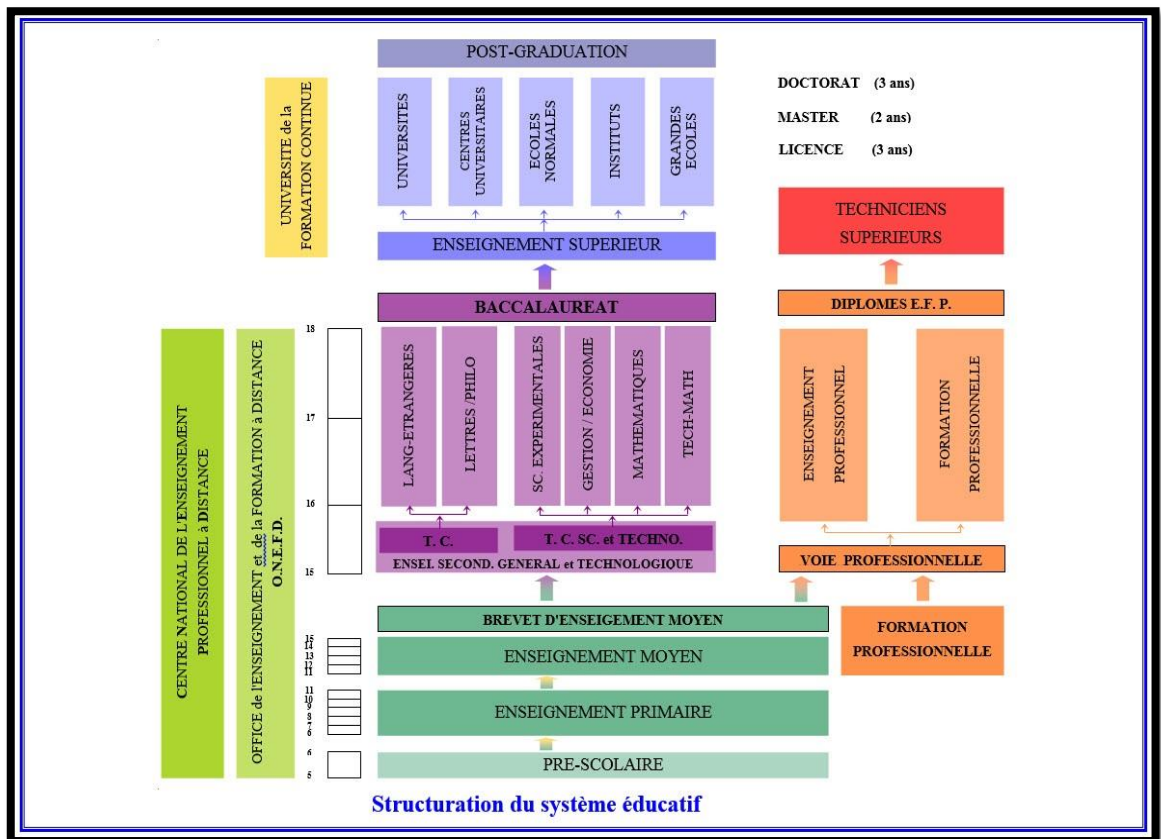 POST-GRADUATION
UNIVERSITE de la
FORMATION CONTINUE
UNIVERSITES
CENTRES
UNIVERSITAIRES
ECOLES
NORMALES
INSTITUTS
GRANDES
ECOLES
DOCTORAT (3 ans)
MASTER (2 ans)
LICENCE (3 ans)
ENSEIGNEMENT SUPERIEUR
TECHNICIENS
SUPERIEURS
BACCALAUREAT
DIPLOMES E.F. P.
CENTRE NATIONAL DE L'ENSEIGNEMENT
PROFESSIONNEL à DISTANCE
OFFICE de l'ENSEIGNEMENT et de la FORMATION à DISTANCE
O.N.E.F.D.
18
17
16
15
LANG-ETRANGERES
LETTRES /PHILO
SC. EXPERIMENTALES
GESTION / ECONOMIE
MATHEMATIQUES
TECH-MATH
ENSEIGNEMENT
PROFESSIONNEL
FORMATION
PROFESSIONNELLE
T. C.
T. C. SC. et TECHNO.
ENSEL SECOND. GENERAL et TECHNOLOGIQUE
VOIE PROFESSIONNELLE
BREVET D'ENSEIGEMENT MOYEN
FORMATION
PROFESSIONNELLE
15
14
13
12
11
ENSEIGNEMENT MOYEN
11
10
9
8
7
6
ENSEIGNEMENT PRIMAIRE
6
5
PRE-SCOLAIRE
Structuration du système éducatif